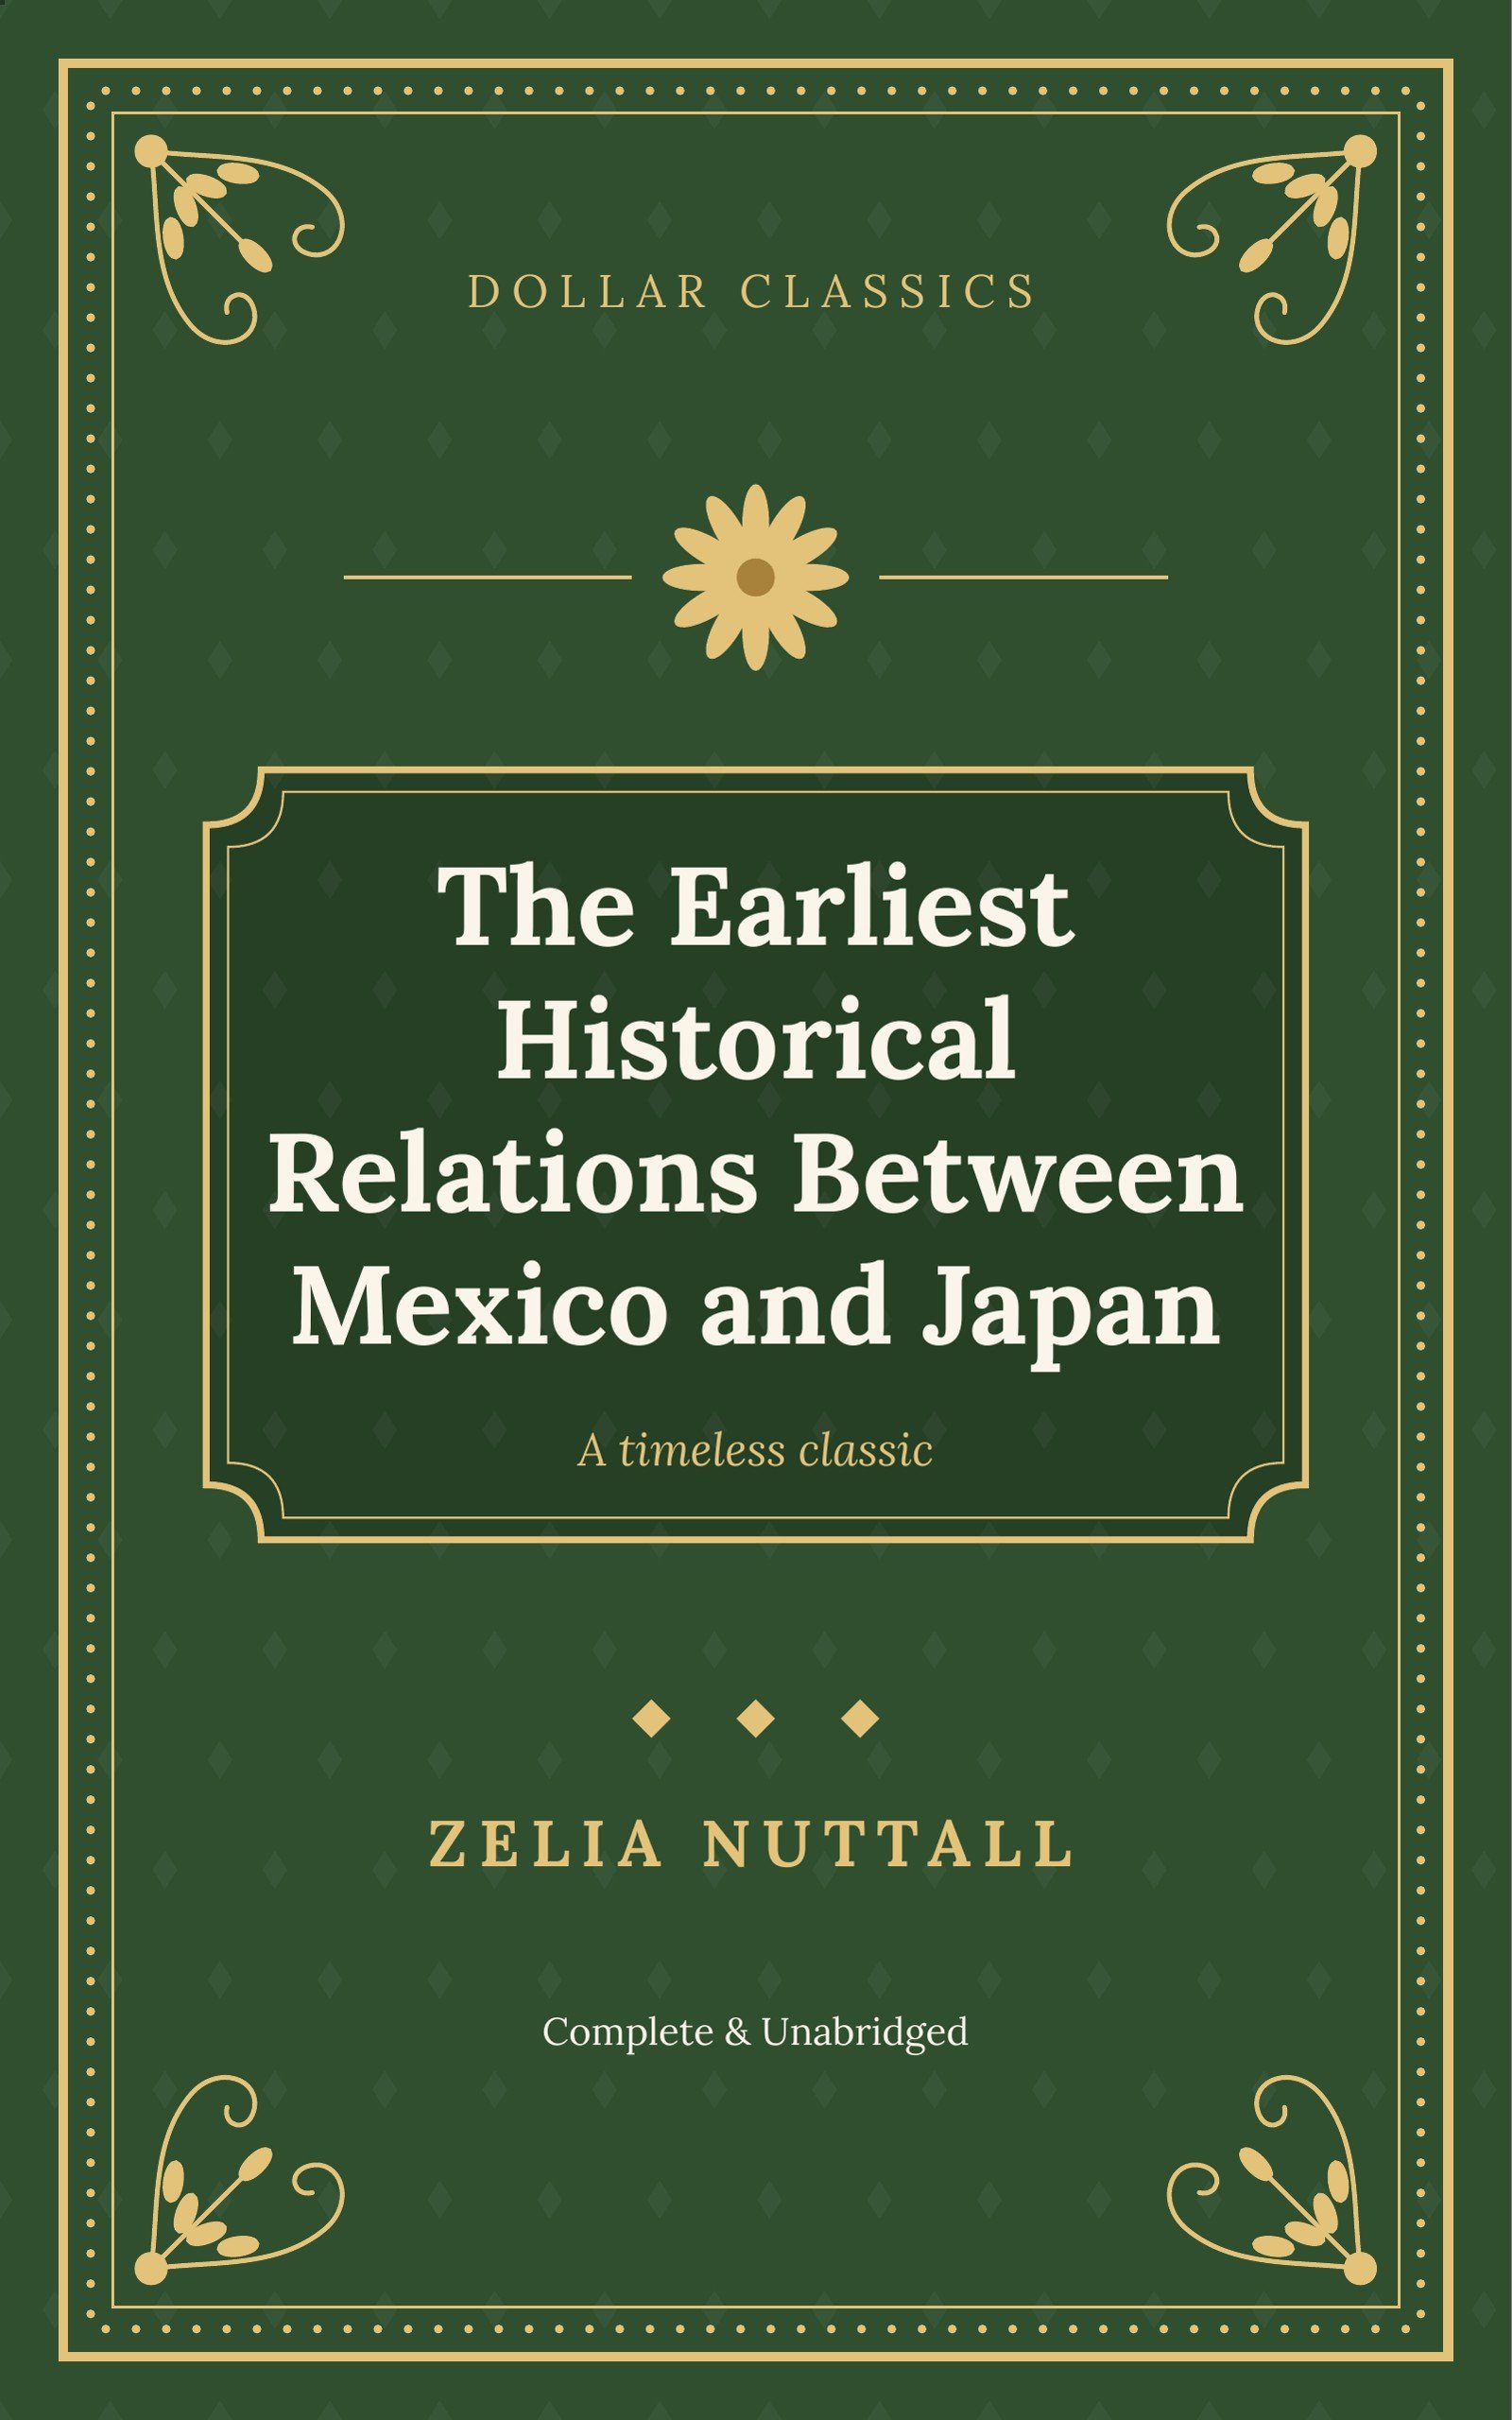 DOLLAR CLASSICS
The Earliest
Historical
Relations Between
Mexico and Japan
A timeless classic
ZELIA NUTTALL
Complete & Unabridged